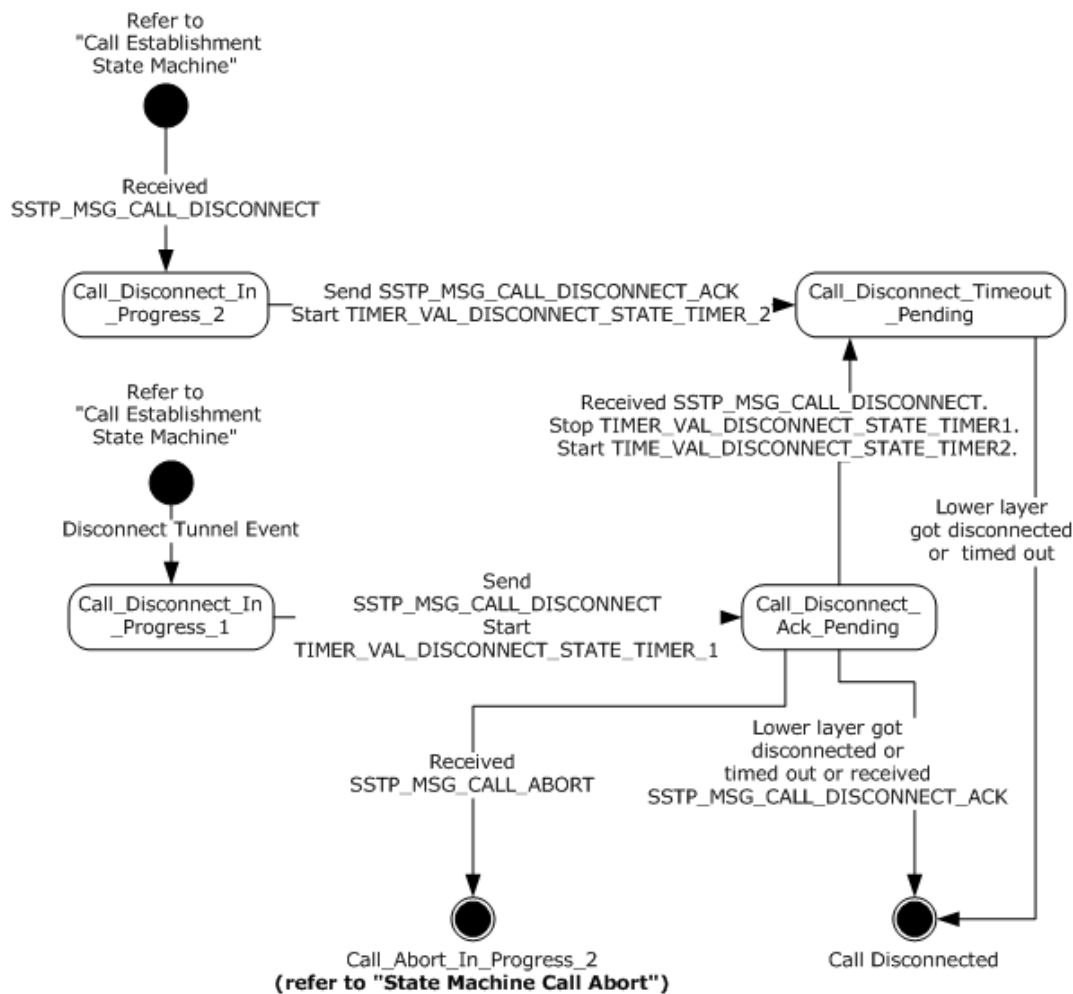 Refer to
"Call Establishment
State Machine"
Received
SSTP_MSG_CALL_DISCONNECT
Call_Disconnect_In
_Progress_2
Send SSTP_MSG_CALL_DISCONNECT_ACK
Start TIMER_VAL_DISCONNECT_STATE_TIMER_2
Call_Disconnect_Timeout
_Pending
Refer to
"Call Establishment
State Machine"
Received SSTP_MSG_CALL_DISCONNECT.
Stop TIMER_VAL_DISCONNECT_STATE_TIMER1.
Start TIME_VAL_DISCONNECT_STATE_TIMER2.
Disconnect Tunnel Event
Lower layer
got disconnected
or timed out
Call_Disconnect_In
_Progress_1
Send
SSTP_MSG_CALL_DISCONNECT
Start
TIMER_VAL_DISCONNECT_STATE_TIMER_1
Call_Disconnect_
Ack_Pending
Received
SSTP_MSG_CALL_ABORT
Lower layer got
disconnected or
timed out or received
SSTP_MSG_CALL_DISCONNECT_ACK
Call_Abort_In_Progress_2
(refer to "State Machine Call Abort")
Call Disconnected